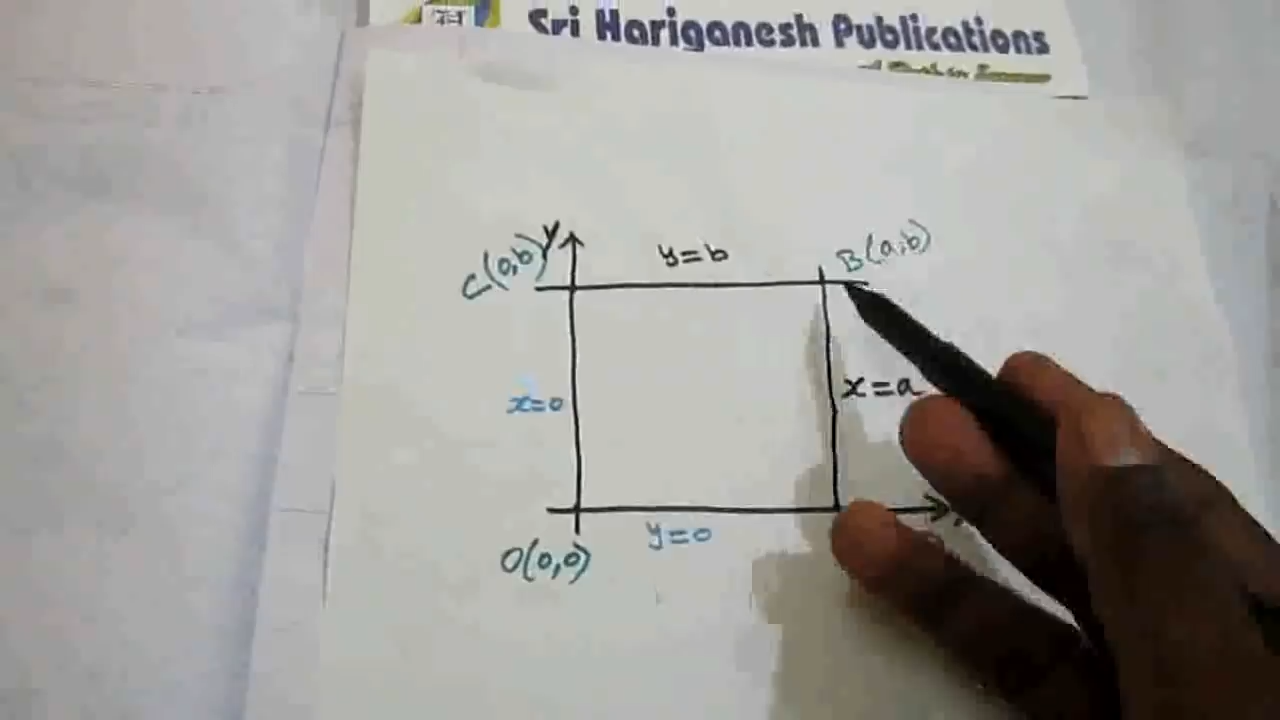 Sri Hariganesh Publications
C(0,b)
Y
y=b
B(a,b)
x=0
x=a
y=0
O(0,0)